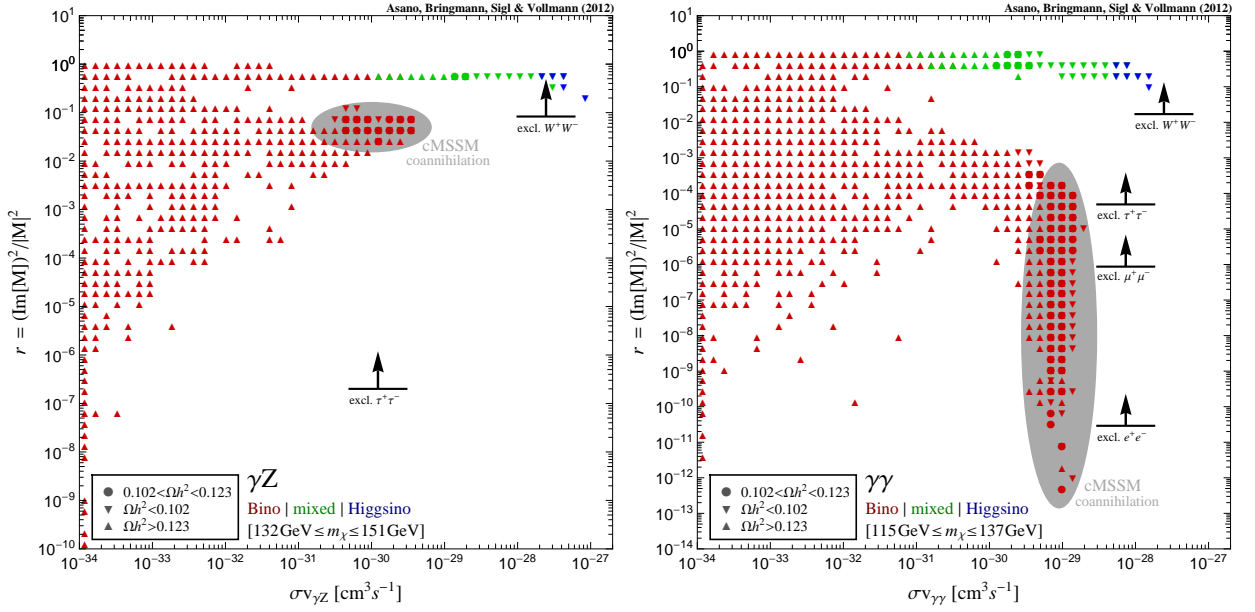 Asano, Bringmann, Sigl & Vollmann (2012)
r = (Im[M])²/|M|²
10²
10¹
10⁰
10⁻¹
10⁻²
10⁻³
10⁻⁴
10⁻⁵
10⁻⁶
10⁻⁷
10⁻⁸
10⁻⁹
10⁻¹⁰
excl. W⁺W⁻
cMSSM
coannihilation
excl. τ⁺τ⁻
0.102<Ωh²<0.123
Ωh²<0.102
Ωh²>0.123
γZ
Bino | mixed | Higgsino
[132GeV≤mχ≤151GeV]
10⁻³⁴ 10⁻³³ 10⁻³² 10⁻³¹ 10⁻³⁰ 10⁻²⁹ 10⁻²⁸ 10⁻²⁷
σv_γZ [cm³s⁻¹]
Asano, Bringmann, Sigl & Vollmann (2012)
r = (Im[M])²/|M|²
10²
10¹
10⁰
10⁻¹
10⁻²
10⁻³
10⁻⁴
10⁻⁵
10⁻⁶
10⁻⁷
10⁻⁸
10⁻⁹
10⁻¹⁰
10⁻¹¹
10⁻¹²
10⁻¹³
10⁻¹⁴
excl. W⁺W⁻
excl. τ⁺τ⁻
excl. μ⁺μ⁻
excl. e⁺e⁻
cMSSM
coannihilation
0.102<Ωh²<0.123
Ωh²<0.102
Ωh²>0.123
γγ
Bino | mixed | Higgsino
[115GeV≤mχ≤137GeV]
10⁻³⁴ 10⁻³³ 10⁻³² 10⁻³¹ 10⁻³⁰ 10⁻²⁹ 10⁻²⁸ 10⁻²⁷
σv_γγ [cm³s⁻¹]